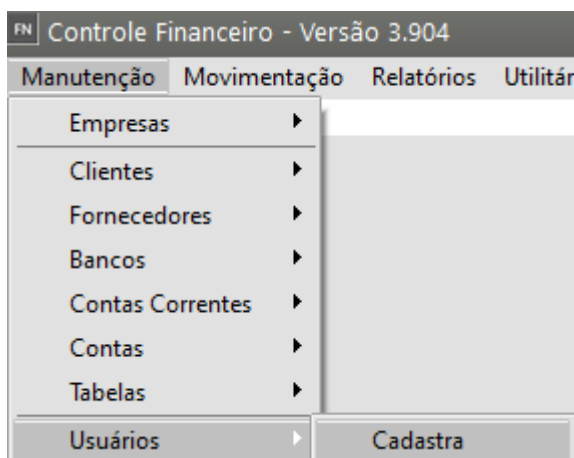 FN Controle Financeiro - Versão 3.904
Manutenção Movimentação Relatórios Utilitár
Empresas
Clientes
Fornecedores
Bancos
Contas Correntes
Contas
Tabelas
Usuários Cadastra